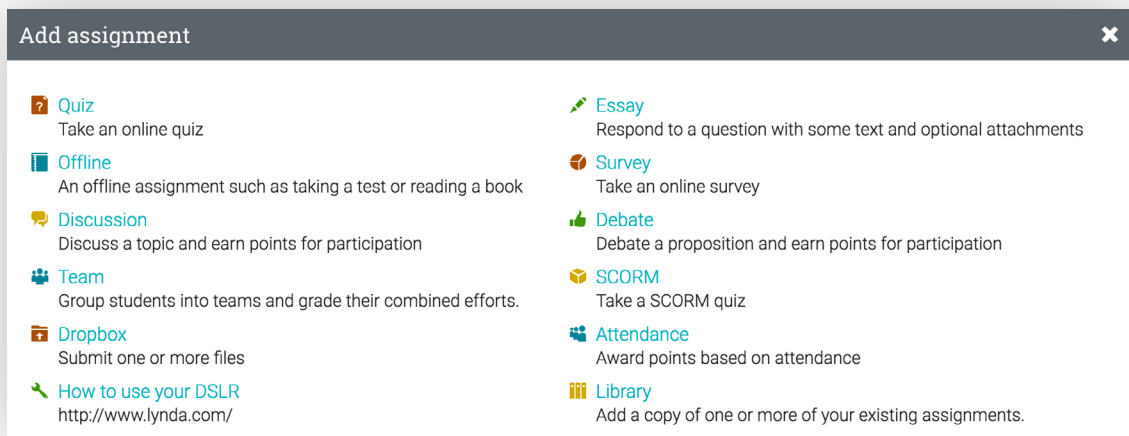 Add assignment
Quiz
Take an online quiz
Offline
An offline assignment such as taking a test or reading a book
Discussion
Discuss a topic and earn points for participation
Team
Group students into teams and grade their combined efforts.
Dropbox
Submit one or more files
How to use your DSLR
http://www.lynda.com/
Essay
Respond to a question with some text and optional attachments
Survey
Take an online survey
Debate
Debate a proposition and earn points for participation
SCORM
Take a SCORM quiz
Attendance
Award points based on attendance
Library
Add a copy of one or more of your existing assignments.